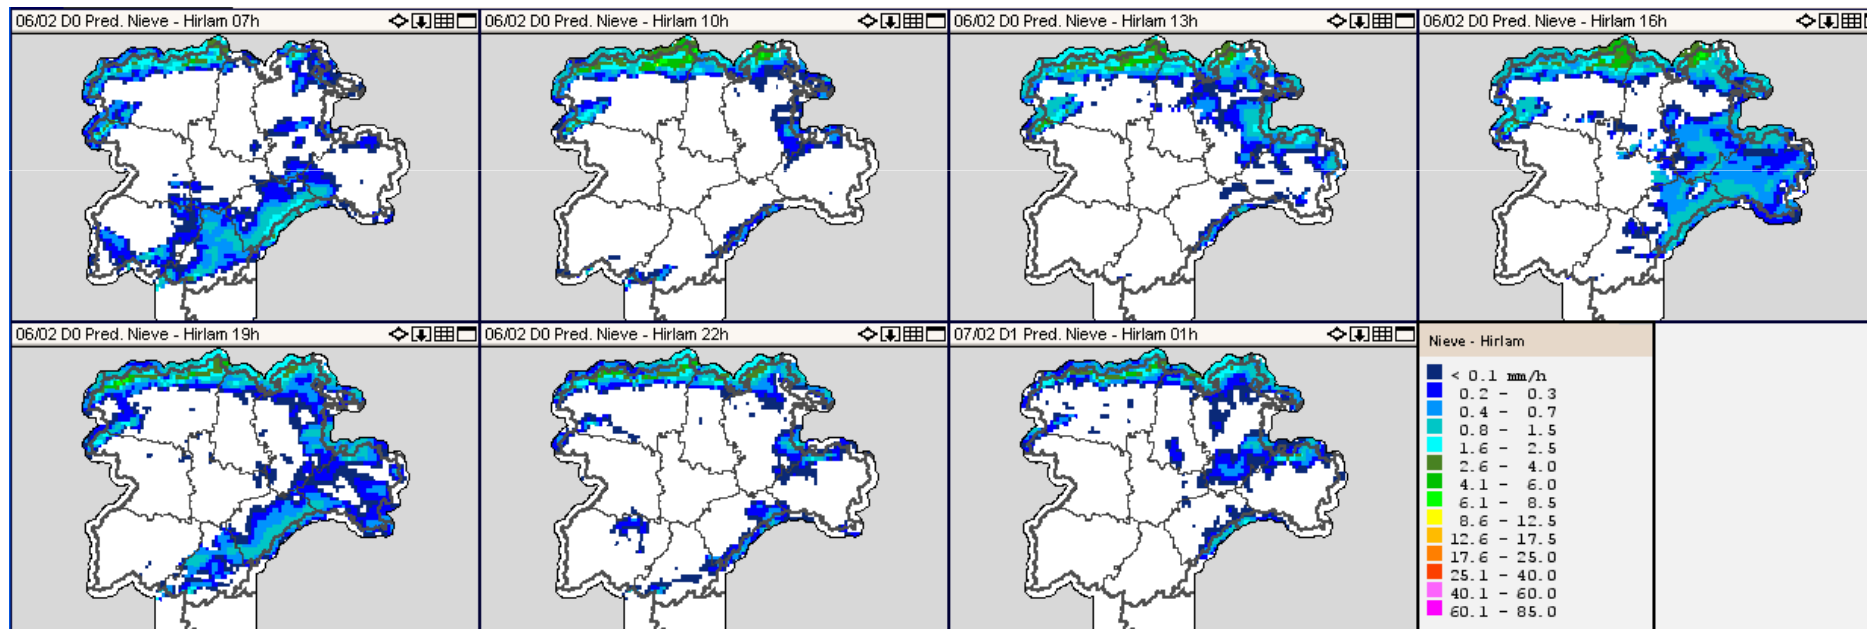 06/02 D0 Pred. Nieve - Hirlam 07h
06/02 D0 Pred. Nieve - Hirlam 10h
06/02 D0 Pred. Nieve - Hirlam 13h
06/02 D0 Pred. Nieve - Hirlam 16h
06/02 D0 Pred. Nieve - Hirlam 19h
06/02 D0 Pred. Nieve - Hirlam 22h
07/02 D1 Pred. Nieve - Hirlam 01h
Nieve - Hirlam
< 0.1 mm/h
0.2 - 0.3
0.4 - 0.7
0.8 - 1.5
1.6 - 2.5
2.6 - 4.0
4.1 - 6.0
6.1 - 8.5
8.6 - 12.5
12.6 - 17.5
17.6 - 25.0
25.1 - 40.0
40.1 - 60.0
60.1 - 85.0